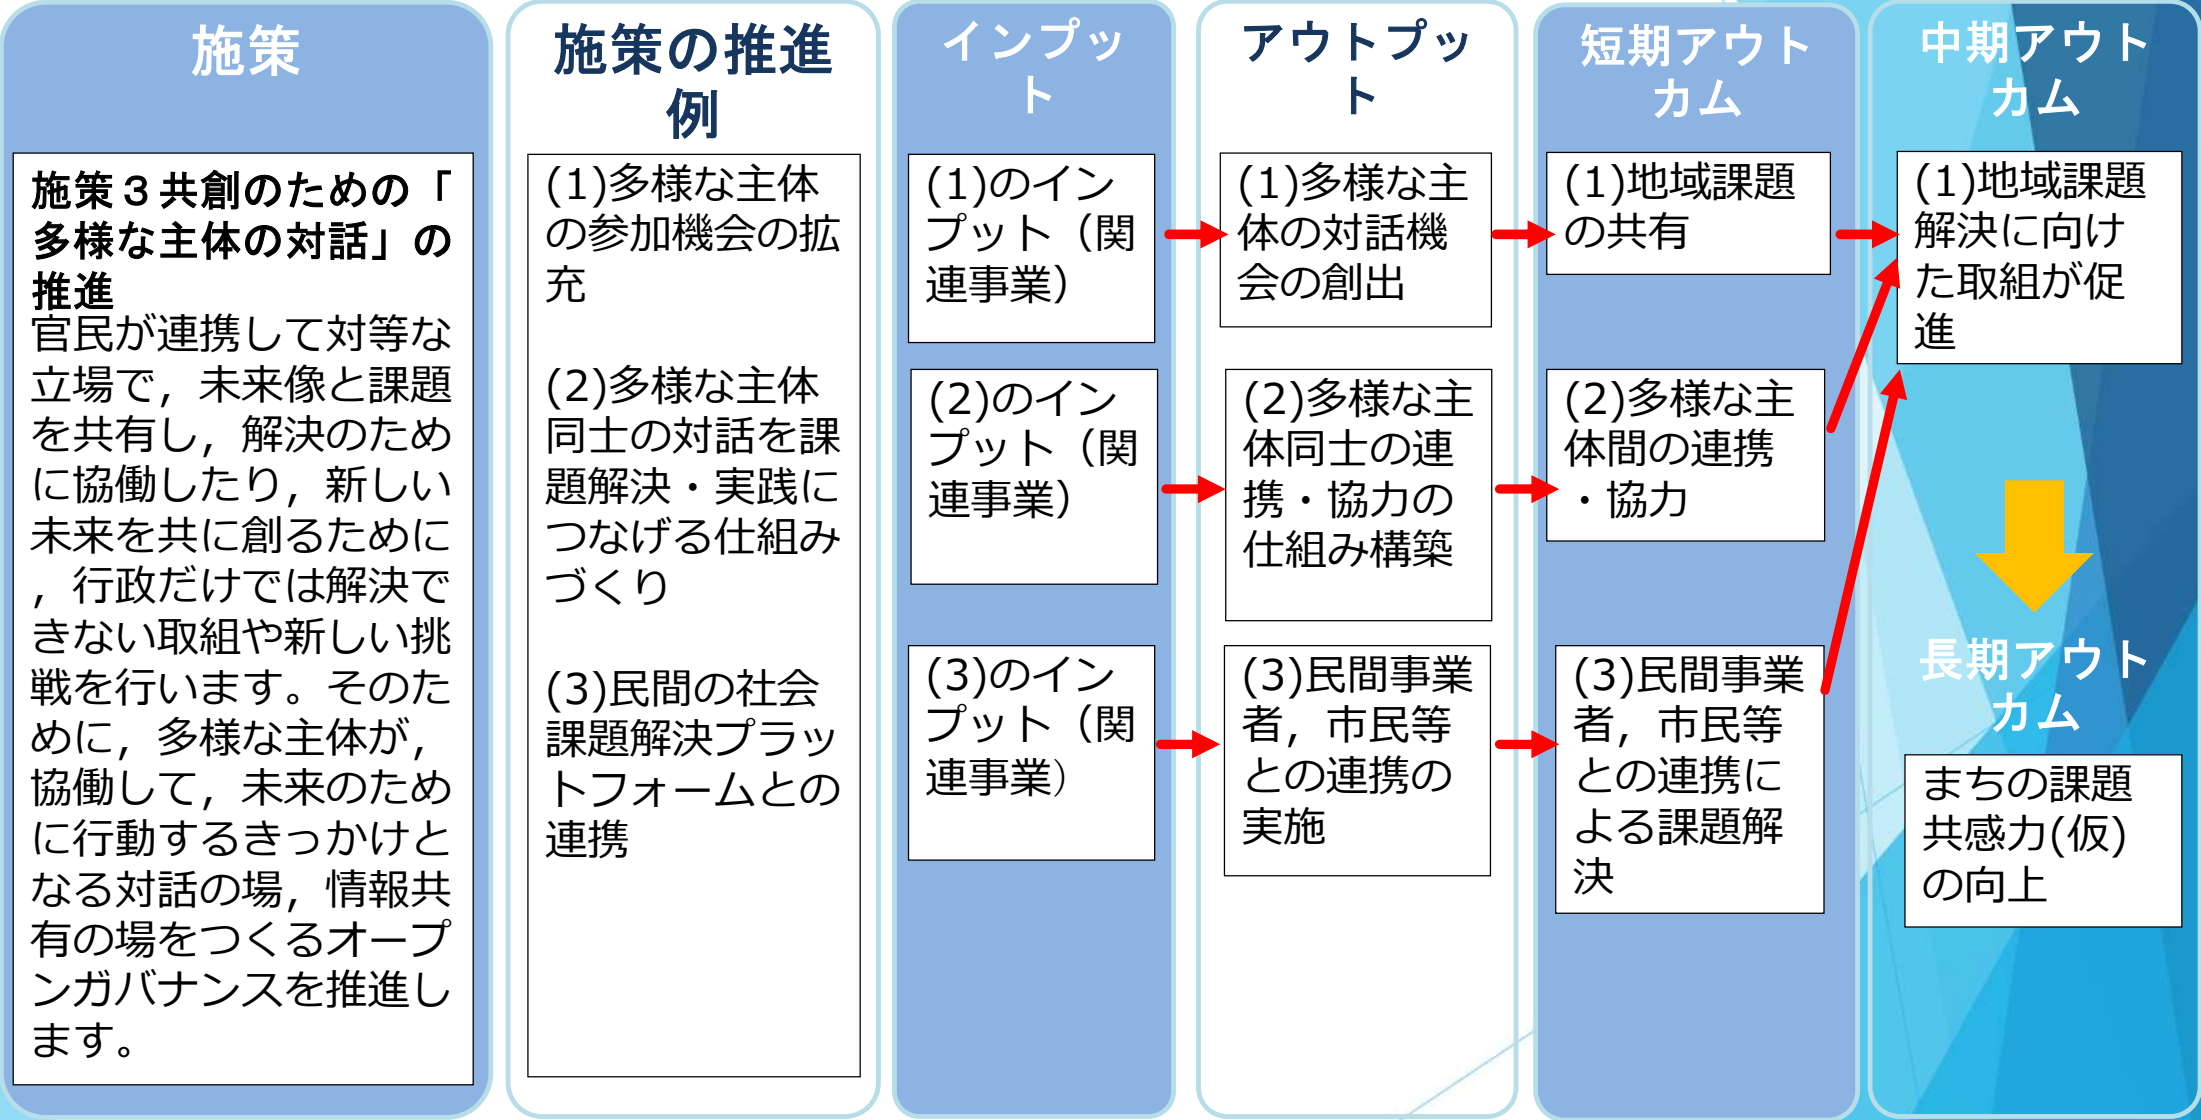 施策
施策３共創のための「
多様な主体の対話」の
推進
官民が連携して対等な
立場で，未来像と課題
を共有し，解決のため
に協働したり，新しい
未来を共に創るために
，行政だけでは解決で
きない取組や新しい挑
戦を行います。そのた
めに，多様な主体が，
協働して，未来のため
に行動するきっかけと
なる対話の場，情報共
有の場をつくるオープ
ンガバナンスを推進し
ます。
施策の推進
例
(1)多様な主体
の参加機会の拡
充
(2)多様な主体
同士の対話を課
題解決・実践に
つなげる仕組み
づくり
(3)民間の社会
課題解決プラッ
トフォームとの
連携
インプッ
ト
(1)のイン
プット（関
連事業）
(2)のイン
プット（関
連事業）
(3)のイン
プット（関
連事業）
アウトプッ
ト
(1)多様な主
体の対話機
会の創出
(2)多様な主
体同士の連
携・協力の
仕組み構築
(3)民間事業
者，市民等
との連携の
実施
短期アウト
カム
(1)地域課題
の共有
(2)多様な主
体間の連携
・協力
(3)民間事業
者，市民等
との連携に
よる課題解
決
中期アウト
カム
(1)地域課題
解決に向け
た取組が促
進
長期アウト
カム
まちの課題
共感力(仮)
の向上